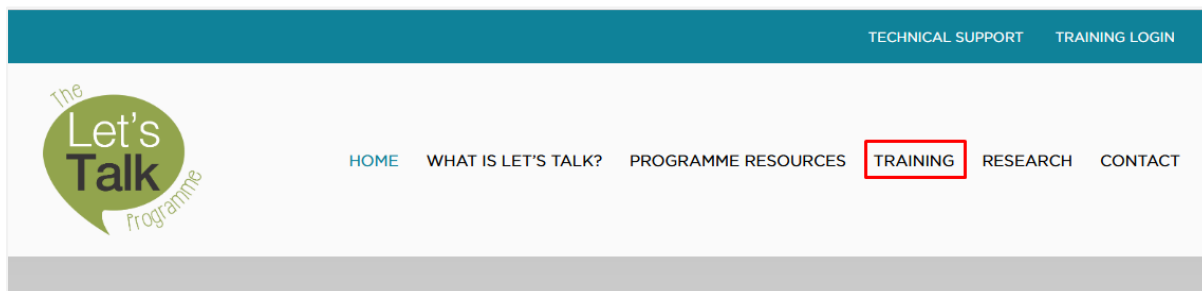 TECHNICAL SUPPORT TRAINING LOGIN
The
Let's
Talk
Programme
HOME WHAT IS LET'S TALK? PROGRAMME RESOURCES TRAINING RESEARCH CONTACT